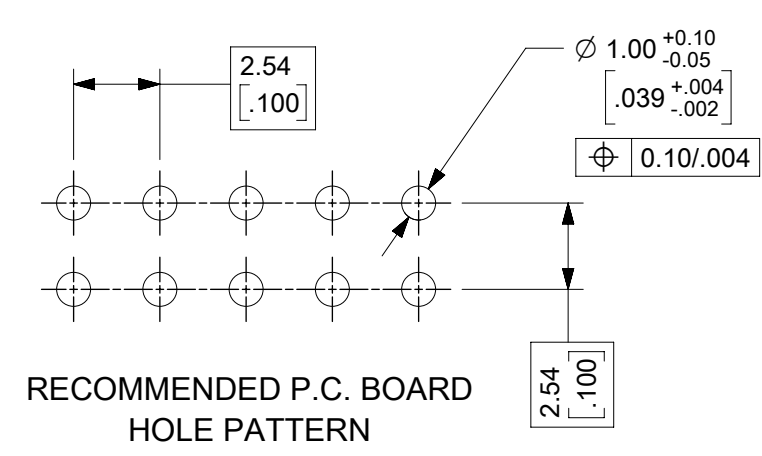 2.54
[.100]
Ø 1.00 +0.10
-0.05
[.039 +.004
-.002]
⌖ 0.10/.004
2.54
[.100]
RECOMMENDED P.C. BOARD
HOLE PATTERN